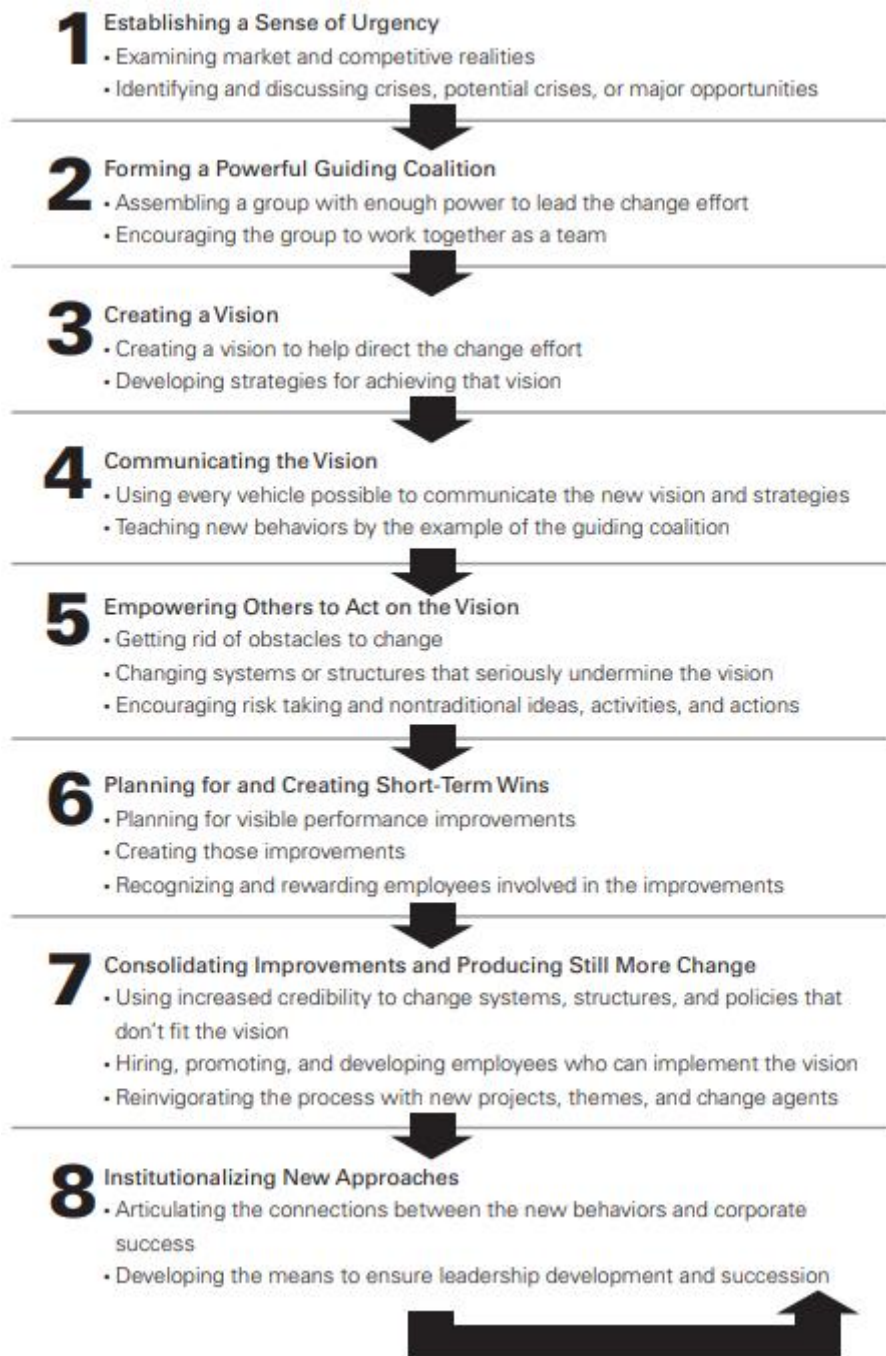 1 Establishing a Sense of Urgency
• Examining market and competitive realities
• Identifying and discussing crises, potential crises, or major opportunities
2 Forming a Powerful Guiding Coalition
• Assembling a group with enough power to lead the change effort
• Encouraging the group to work together as a team
3 Creating a Vision
• Creating a vision to help direct the change effort
• Developing strategies for achieving that vision
4 Communicating the Vision
• Using every vehicle possible to communicate the new vision and strategies
• Teaching new behaviors by the example of the guiding coalition
5 Empowering Others to Act on the Vision
• Getting rid of obstacles to change
• Changing systems or structures that seriously undermine the vision
• Encouraging risk taking and nontraditional ideas, activities, and actions
6 Planning for and Creating Short-Term Wins
• Planning for visible performance improvements
• Creating those improvements
• Recognizing and rewarding employees involved in the improvements
7 Consolidating Improvements and Producing Still More Change
• Using increased credibility to change systems, structures, and policies that
don't fit the vision
• Hiring, promoting, and developing employees who can implement the vision
• Reinvigorating the process with new projects, themes, and change agents
8 Institutionalizing New Approaches
• Articulating the connections between the new behaviors and corporate
success
• Developing the means to ensure leadership development and succession